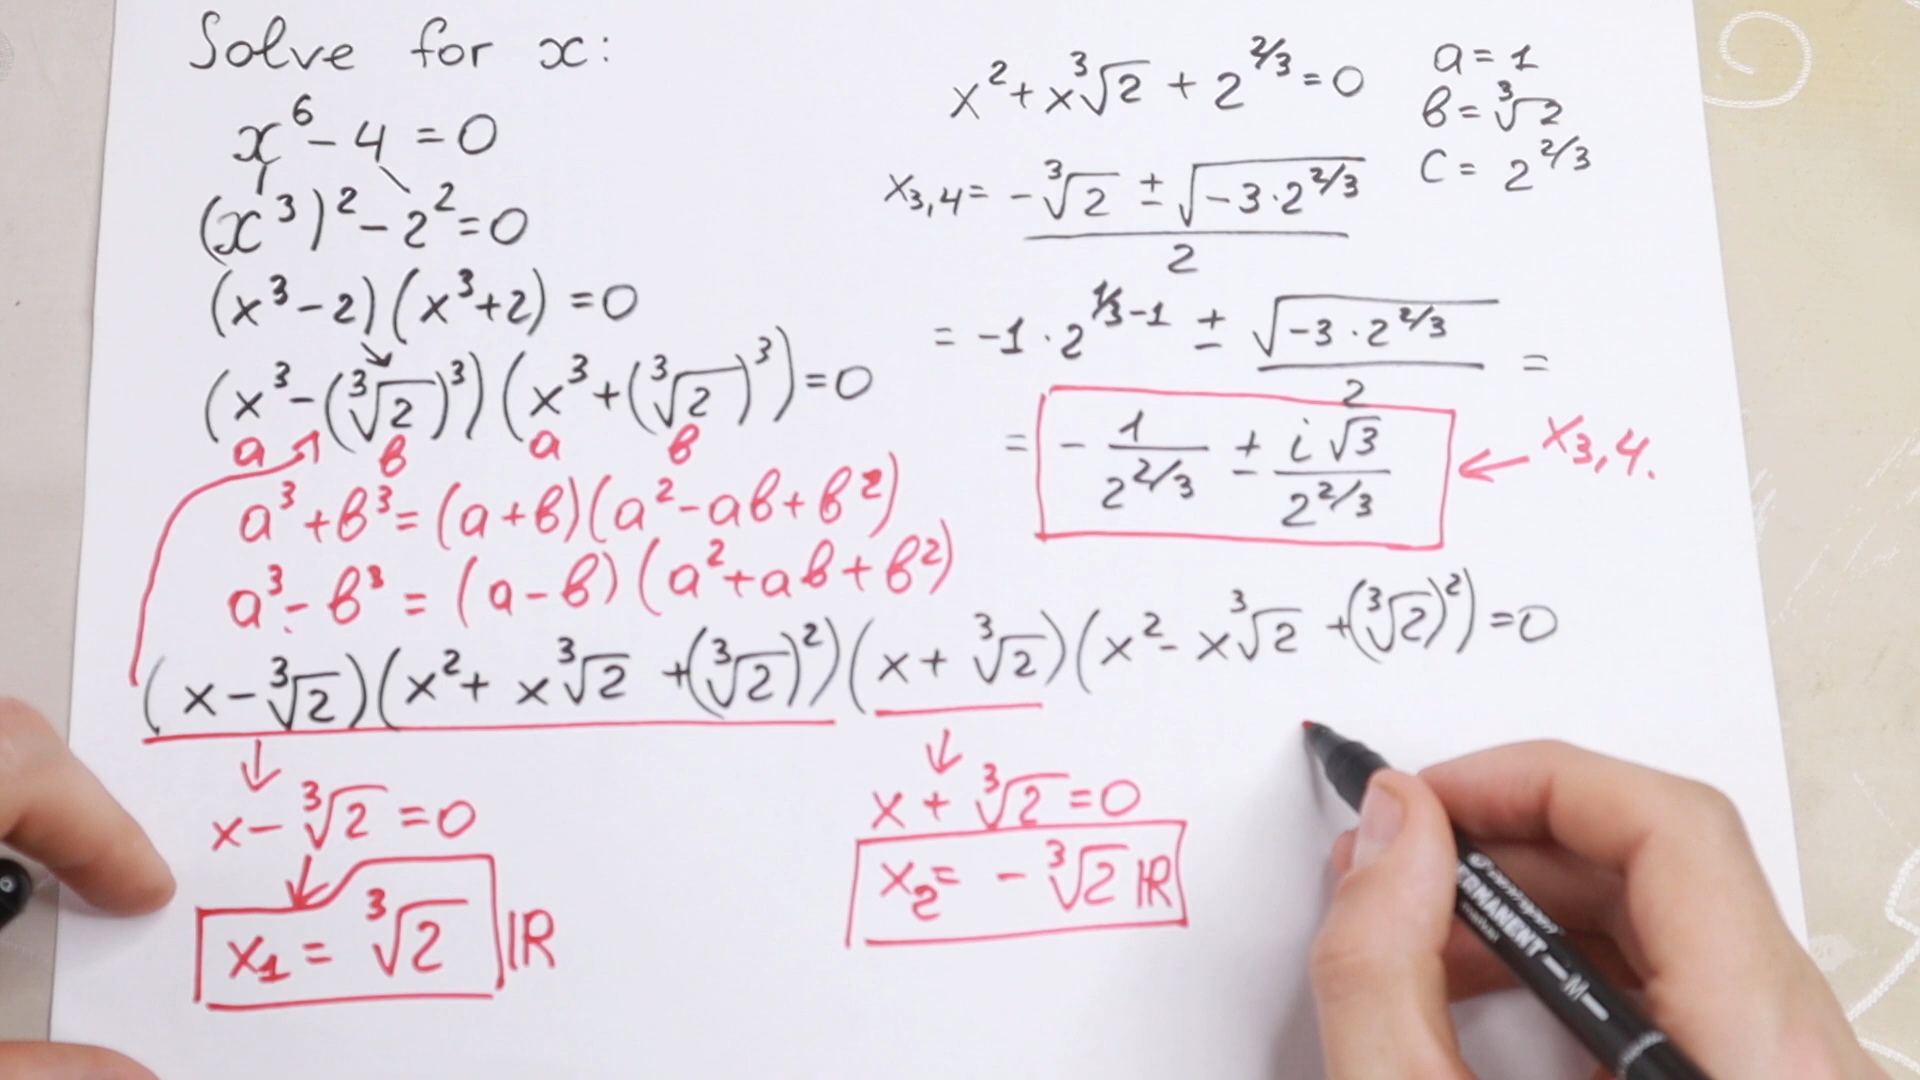 Solve for x:
x⁶ - 4 = 0
(x³)² - 2² = 0
(x³ - 2)(x³ + 2) = 0
(x³ - (∛2)³)(x³ + (∛2)³) = 0
a b a b
a³ + b³ = (a + b)(a² - ab + b²)
a³ - b³ = (a - b)(a² + ab + b²)
(x - ∛2)(x² + x∛2 + (∛2)²)(x + ∛2)(x² - x∛2 + (∛2)²) = 0
x - ∛2 = 0
x₁ = ∛2 IR
x + ∛2 = 0
x₂ = - ∛2 IR
x² + x∛2 + 2^(2/3) = 0
a = 1
b = ∛2
c = 2^(2/3)
x₃,₄ = (-∛2 ± √(-3·2^(2/3))) / 2
= -1 · 2^(1/3 - 1) ± √(-3·2^(2/3)) / 2 =
= - 1/2^(2/3) ± i√3/2^(2/3) ← x₃,₄.
PERMANENT - M -